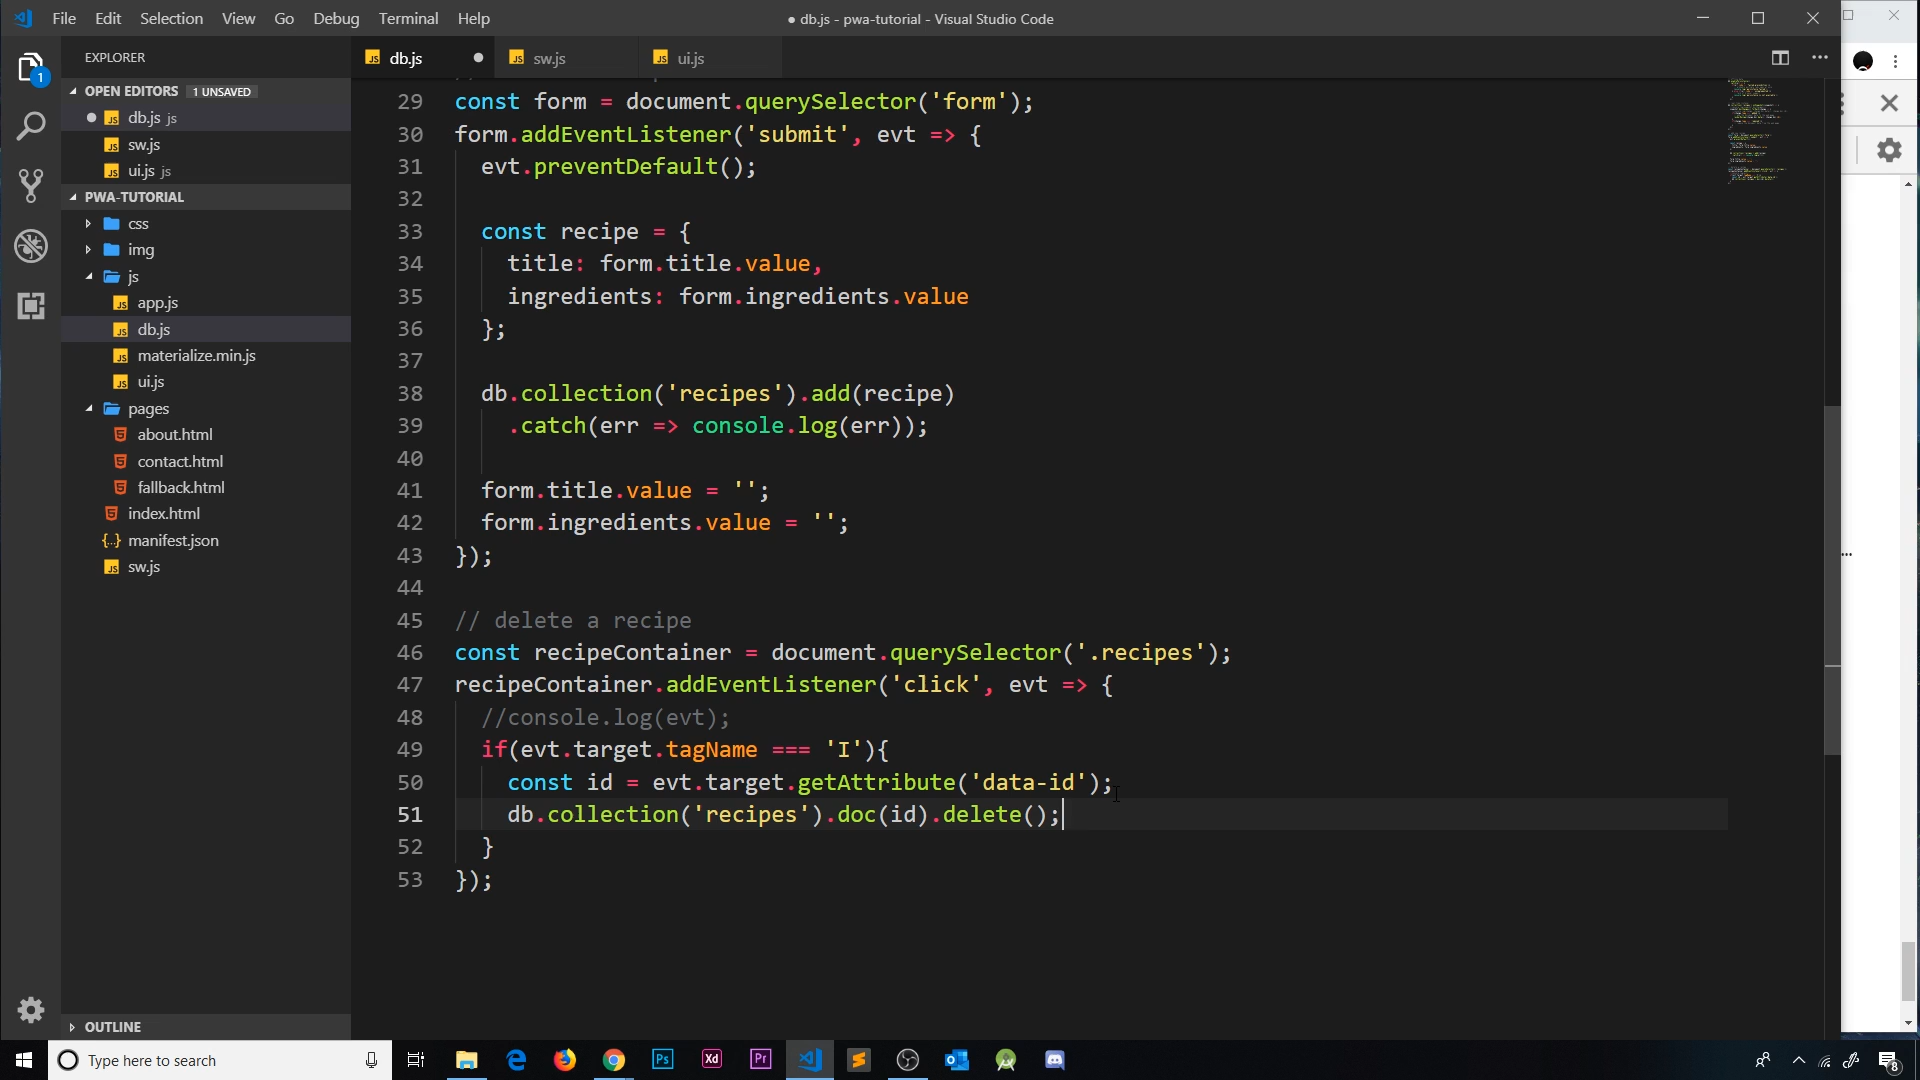 File Edit Selection View Go Debug Terminal Help
● db.js - pwa-tutorial - Visual Studio Code
EXPLORER
OPEN EDITORS 1 UNSAVED
db.js js
sw.js
ui.js js
PWA-TUTORIAL
css
img
js
app.js
db.js
materialize.min.js
ui.js
pages
about.html
contact.html
fallback.html
index.html
manifest.json
sw.js
OUTLINE
1
db.js
sw.js
ui.js
29 const form = document.querySelector('form');
30 form.addEventListener('submit', evt => {
31 evt.preventDefault();
32
33 const recipe = {
34 title: form.title.value,
35 ingredients: form.ingredients.value
36 };
37
38 db.collection('recipes').add(recipe)
39 .catch(err => console.log(err));
40
41 form.title.value = '';
42 form.ingredients.value = '';
43 });
44
45 // delete a recipe
46 const recipeContainer = document.querySelector('.recipes');
47 recipeContainer.addEventListener('click', evt => {
48 //console.log(evt);
49 if(evt.target.tagName === 'I'){
50 const id = evt.target.getAttribute('data-id');
51 db.collection('recipes').doc(id).delete();
52 }
53 });
Type here to search
Ps
Xd
Pr
8